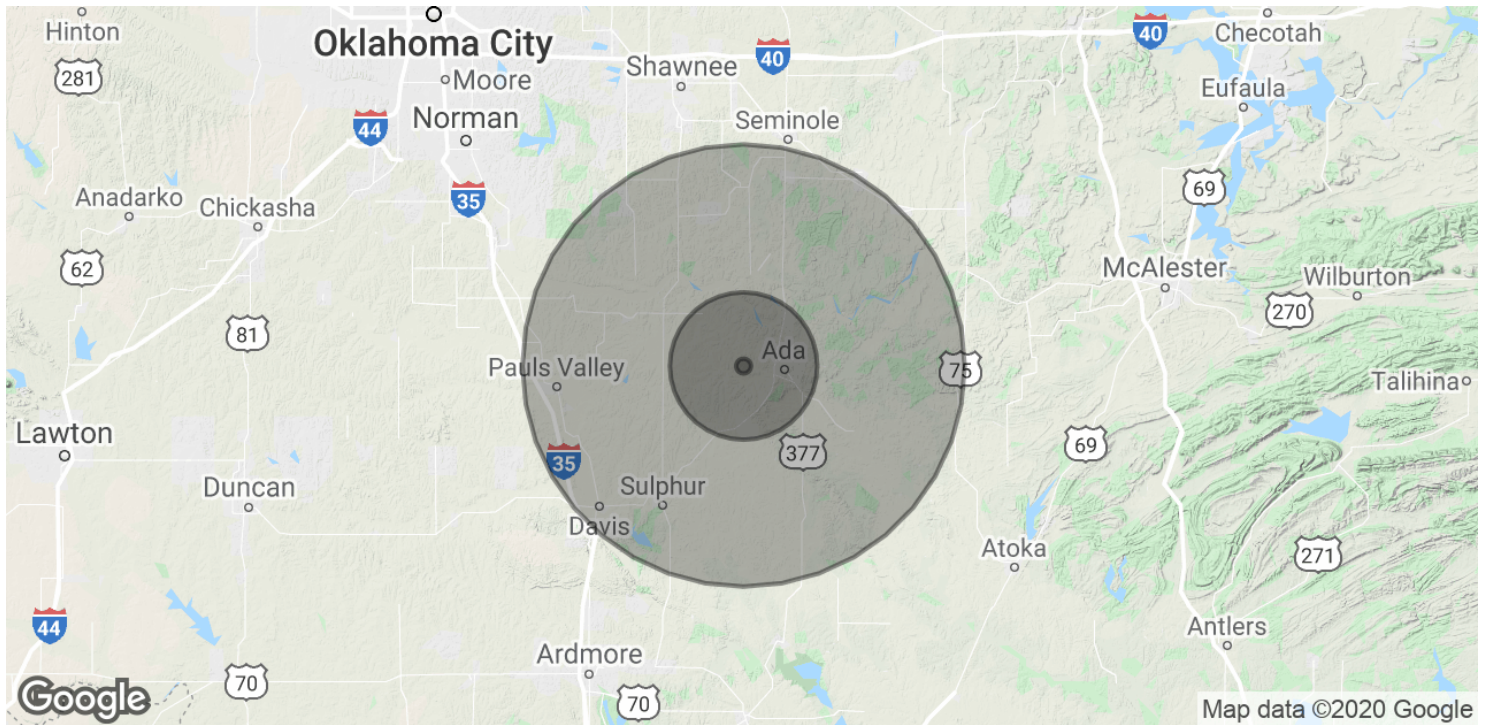 Hinton
Oklahoma City
40
40
Checotah
281
Moore
Shawnee
Eufaula
44
Norman
Seminole
69
Anadarko
Chickasha
35
62
McAlester
Wilburton
270
81
Ada
Pauls Valley
75
Talihina
Lawton
69
35
377
Duncan
Sulphur
Davis
Atoka
271
44
Antlers
Ardmore
70
70
Google
Map data ©2020 Google